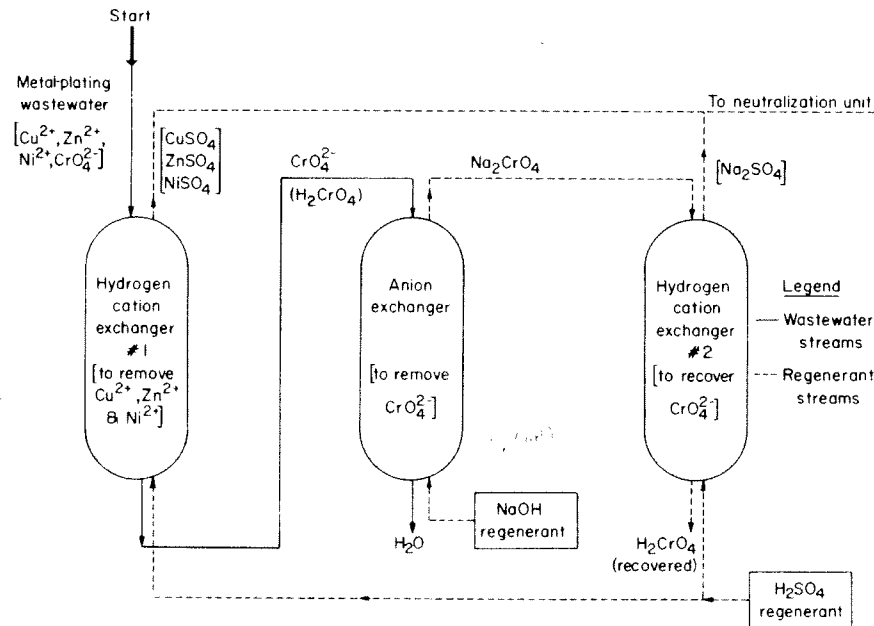 Start
Metal-plating
wastewater
[Cu²⁺,Zn²⁺,
Ni²⁺,CrO₄²⁻]
[CuSO₄]
[ZnSO₄]
[NiSO₄]
CrO₄²⁻
(H₂CrO₄)
Na₂CrO₄
To neutralization unit
[Na₂SO₄]
Hydrogen
cation
exchanger
#1
[to remove
Cu²⁺,Zn²⁺
& Ni²⁺]
Anion
exchanger
[to remove
CrO₄²⁻]
Hydrogen
cation
exchanger
#2
[to recover
CrO₄²⁻]
Legend
Wastewater
streams
Regenerant
streams
H₂O
NaOH
regenerant
H₂CrO₄
(recovered)
H₂SO₄
regenerant